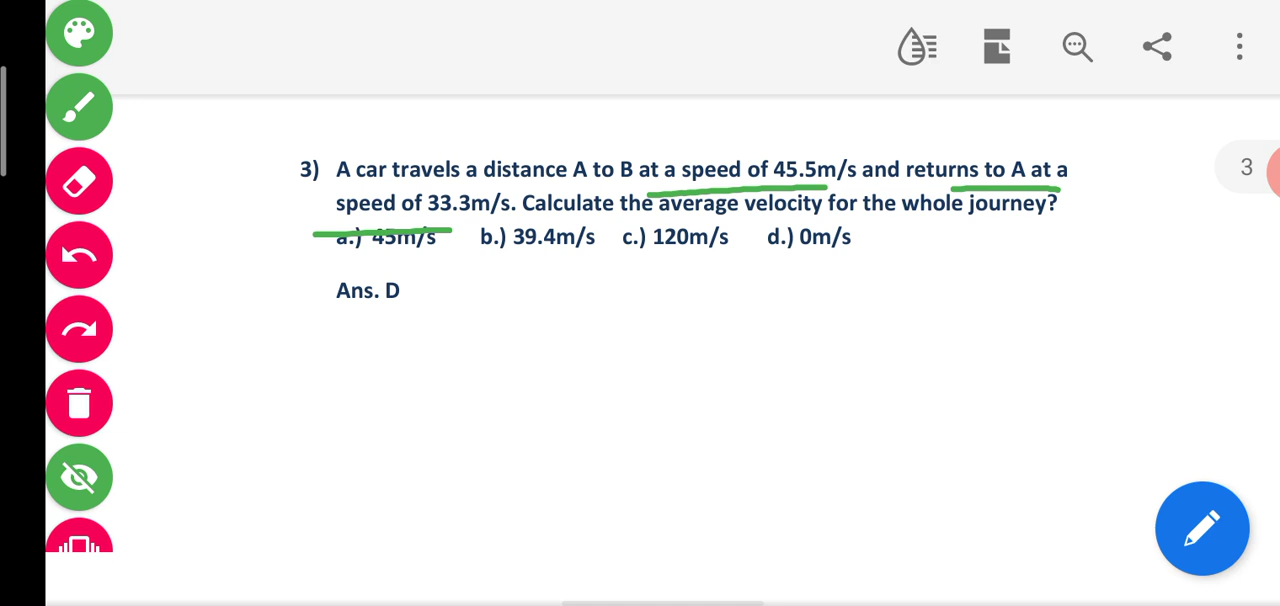 3) A car travels a distance A to B at a speed of 45.5m/s and returns to A at a
speed of 33.3m/s. Calculate the average velocity for the whole journey?
a.) 45m/s b.) 39.4m/s c.) 120m/s d.) 0m/s
Ans. D
3